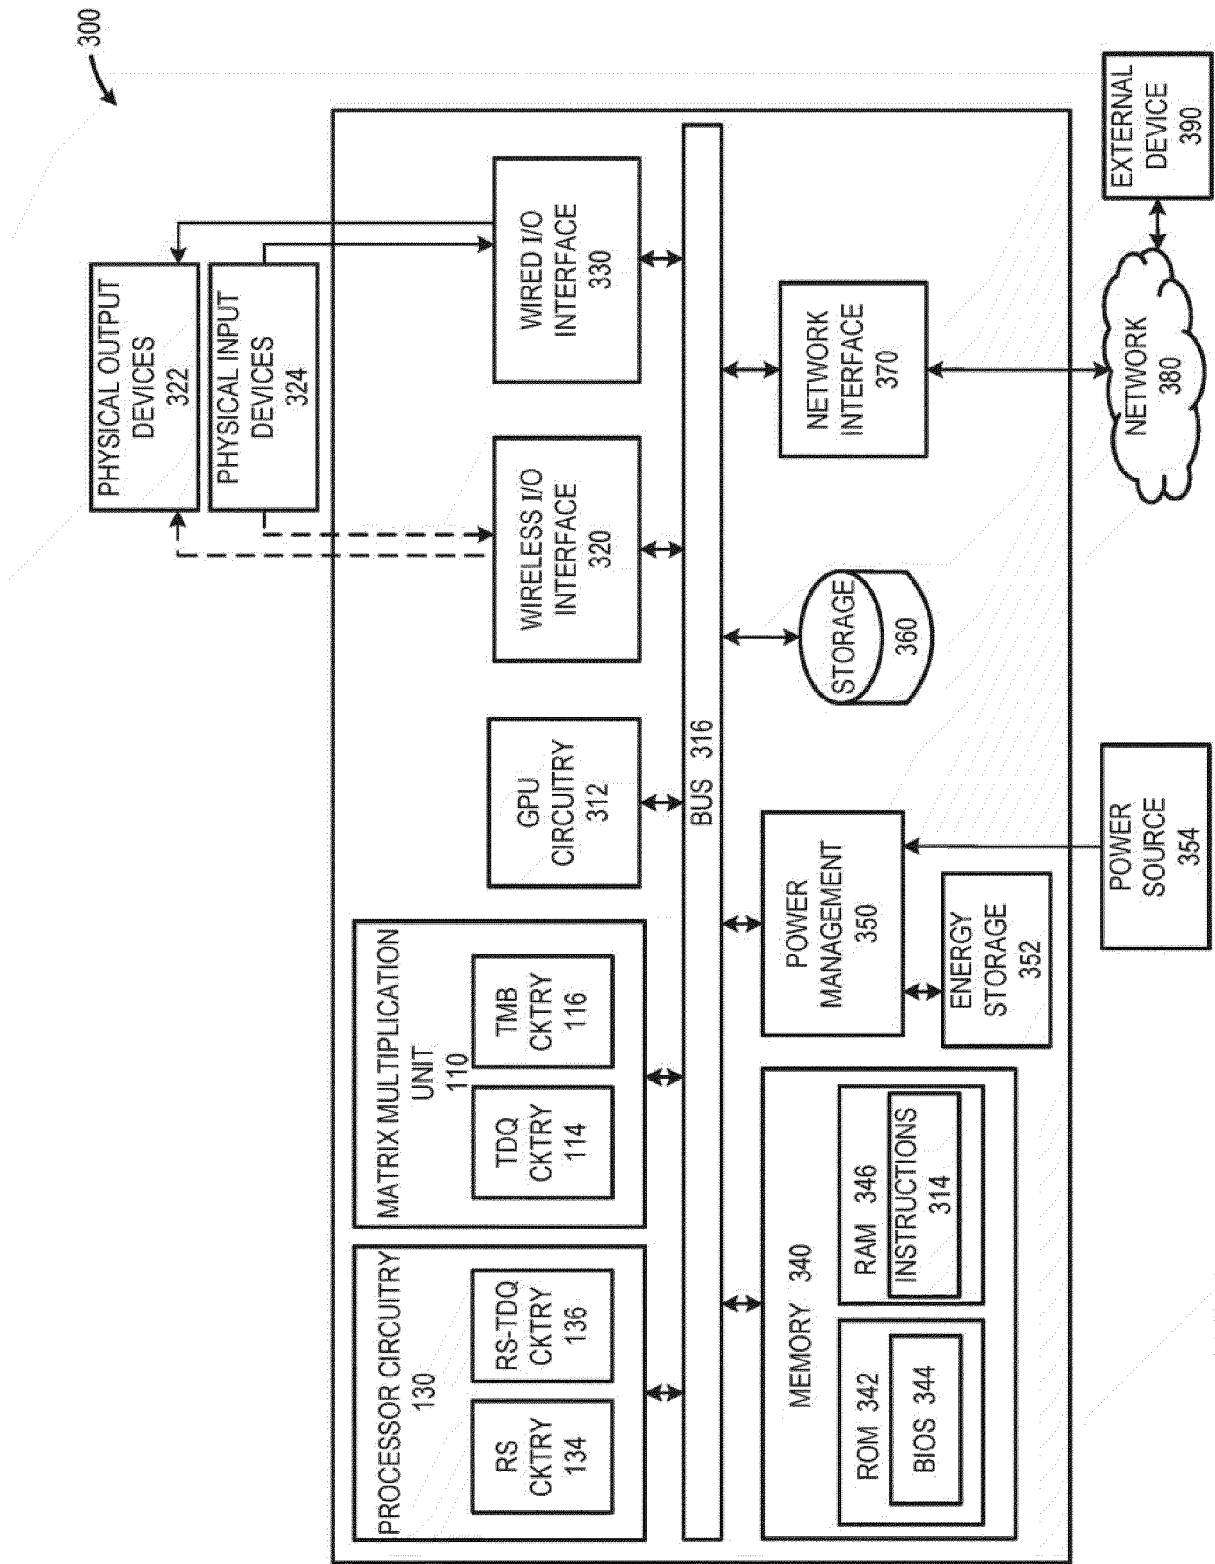 300
PHYSICAL OUTPUT
DEVICES
322
PHYSICAL INPUT
DEVICES
324
PROCESSOR CIRCUITRY
130
RS
CKTRY
134
RS-TDQ
CKTRY
136
MATRIX MULTIPLICATION
UNIT
110
TDQ
CKTRY
114
TMB
CKTRY
116
GPU
CIRCUITRY
312
WIRELESS I/O
INTERFACE
320
WIRED I/O
INTERFACE
330
BUS 316
MEMORY 340
ROM 342
BIOS 344
RAM 346
INSTRUCTIONS
314
POWER
MANAGEMENT
350
ENERGY
STORAGE
352
STORAGE
360
NETWORK
INTERFACE
370
POWER
SOURCE
354
NETWORK
380
EXTERNAL
DEVICE
390